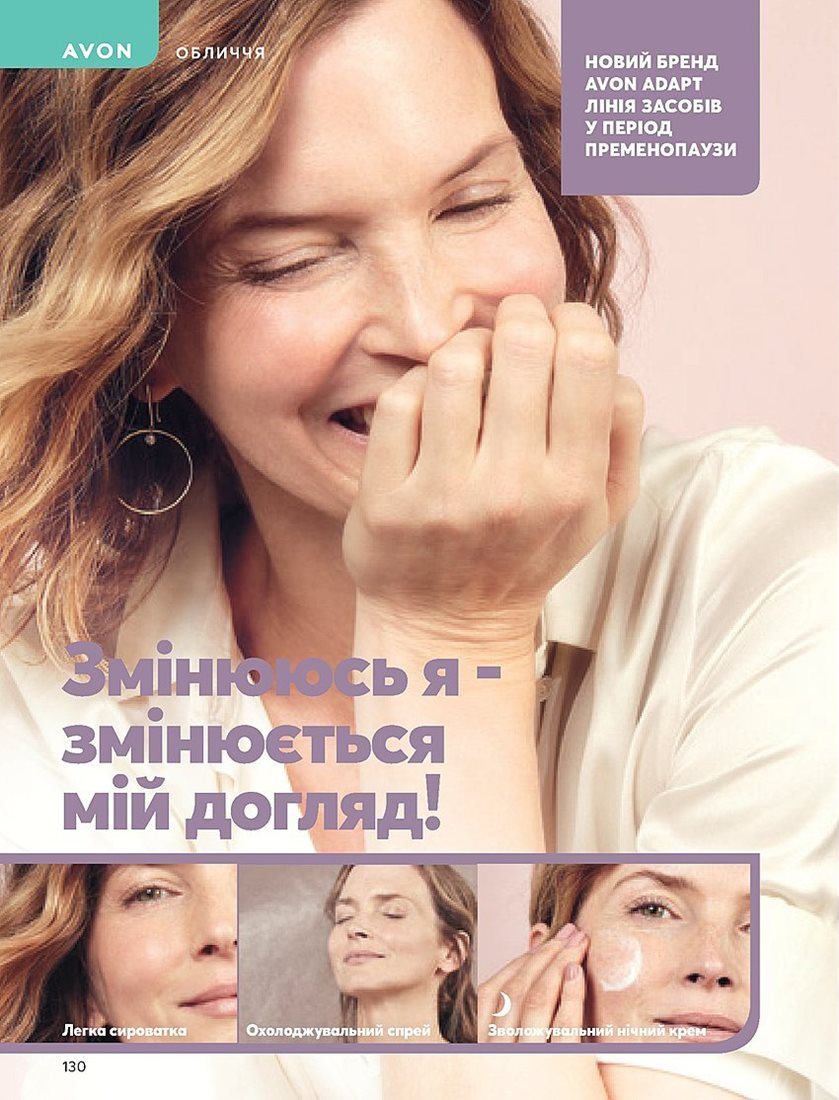 AVON
ОБЛИЧЧЯ
НОВИЙ БРЕНД
AVON ADAPT
ЛІНІЯ ЗАСОБІВ
У ПЕРІОД
ПРЕМЕНОПАУЗИ
Змінююсь я -
змінюється
мій догляд!
Легка сироватка
Охолоджувальний спрей
Зволожувальний нічний крем
130